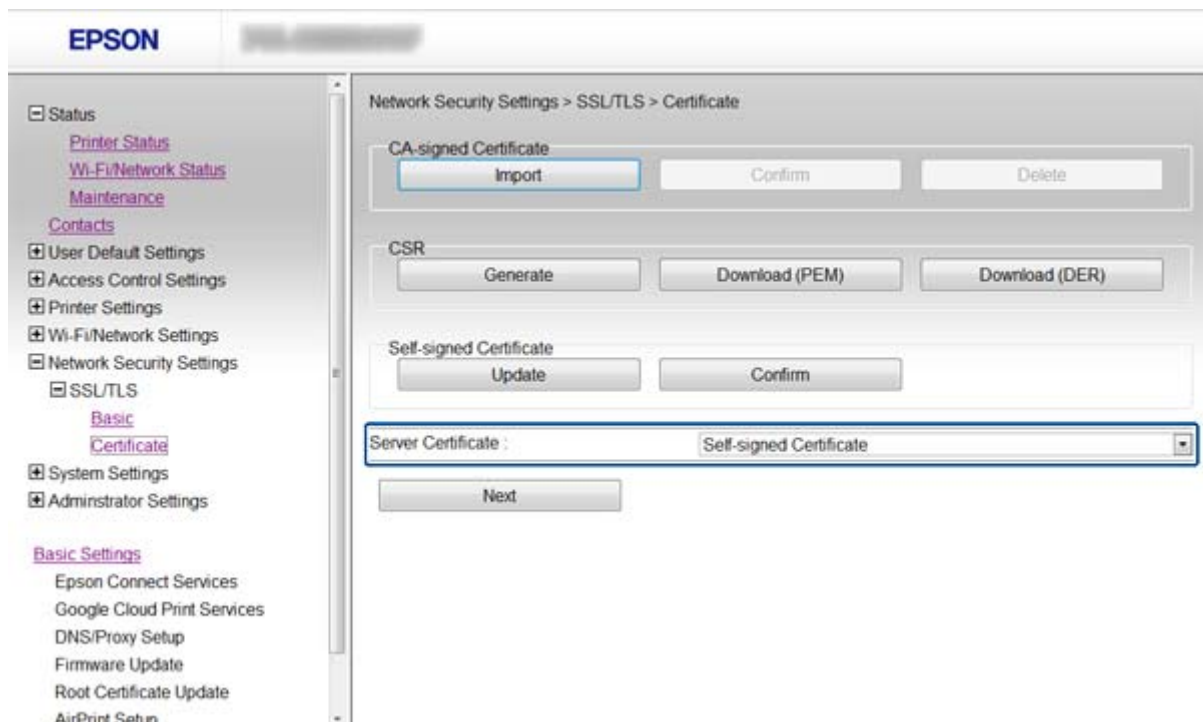 EPSON
Status
Printer Status
Wi-Fi/Network Status
Maintenance
Contacts
User Default Settings
Access Control Settings
Printer Settings
Wi-Fi/Network Settings
Network Security Settings
SSL/TLS
Basic
Certificate
System Settings
Adminstrator Settings
Basic Settings
Epson Connect Services
Google Cloud Print Services
DNS/Proxy Setup
Firmware Update
Root Certificate Update
AirPrint Setup
Network Security Settings > SSL/TLS > Certificate
CA-signed Certificate
Import Confirm Delete
CSR
Generate Download (PEM) Download (DER)
Self-signed Certificate
Update Confirm
Server Certificate : Self-signed Certificate
Next